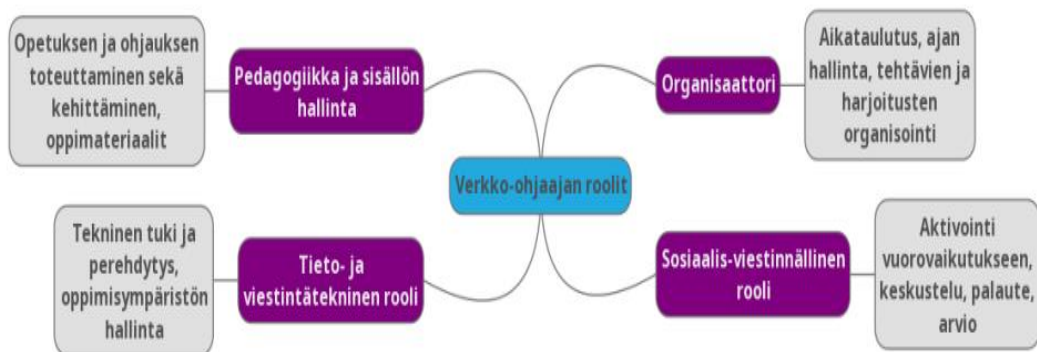 Opetuksen ja ohjauksen
toteuttaminen sekä
kehittäminen,
oppimateriaalit
Pedagogiikka ja sisällön
hallinta
Organisaattori
Aikataulutus, ajan
hallinta, tehtävien ja
harjoitusten
organisointi
Verkko-ohjaajan roolit
Tekninen tuki ja
perehdytys,
oppimisympäristön
hallinta
Tieto- ja
viestintätekninen rooli
Sosiaalis-viestinnällinen
rooli
Aktivointi
vuorovaikutukseen,
keskustelu, palaute,
arvio